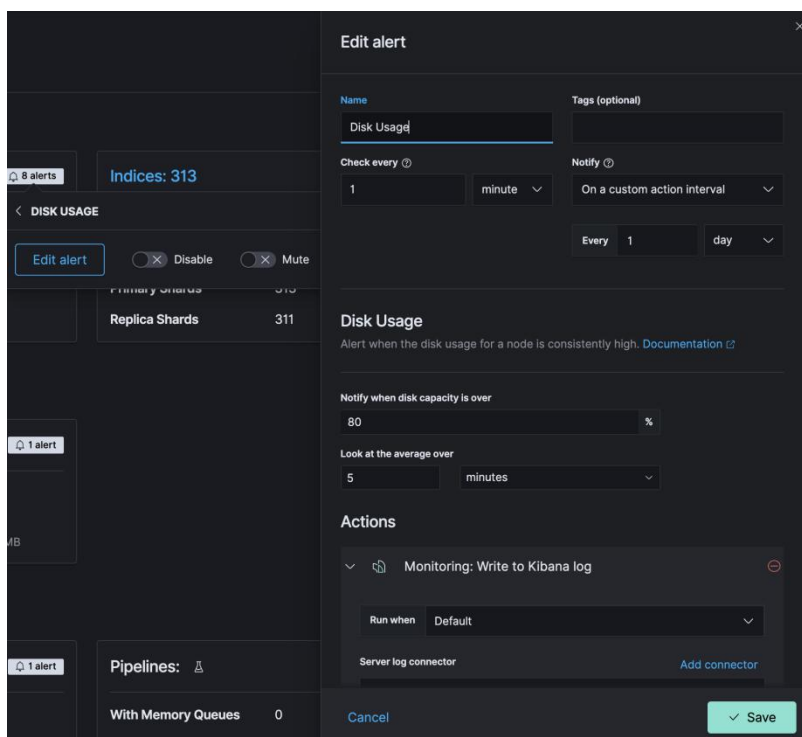 Edit alert
Name
Tags (optional)
Disk Usage
Check every
Notify
1
minute
On a custom action interval
Every
1
day
8 alerts
Indices: 313
DISK USAGE
Edit alert
Disable
Mute
Primary Shards
313
Replica Shards
311
Disk Usage
Alert when the disk usage for a node is consistently high. Documentation
Notify when disk capacity is over
80
%
Look at the average over
5
minutes
1 alert
MB
Actions
Monitoring: Write to Kibana log
Run when
Default
Server log connector
Add connector
1 alert
Pipelines:
With Memory Queues
0
Cancel
Save